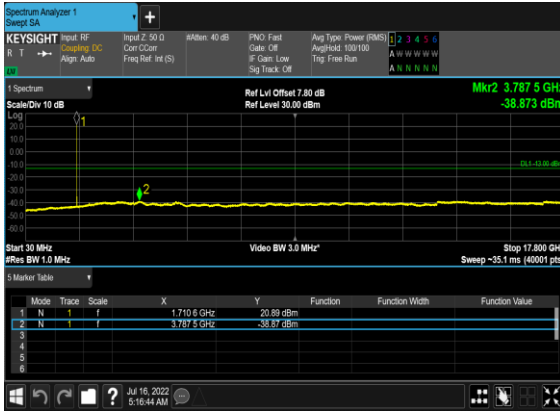 Spectrum Analyzer 1
Swept SA
+
KEYSIGHT Input: RF Input Z: 50 Ω #Atten: 40 dB PNO: Fast Avg Type: Power (RMS) 1 2 3 4 5 6
R T Coupling: DC Corr CCorr Gate: Off Avg|Hold: 100/100 A W W W W W
Align: Auto Freq Ref: Int (S) IF Gain: Low Trig: Free Run
Sig Track: Off A N N N N N
1 Spectrum Ref Lvl Offset 7.80 dB Mkr2 3.787 5 GHz
Scale/Div 10 dB Ref Level 30.00 dBm -38.873 dBm
Log
20.0
10.0
0.00
-10.0
-20.0
-30.0
-40.0
-50.0
-60.0
1
2
DL1 -13.00 dBm
Start 30 MHz Video BW 3.0 MHz* Stop 17.800 GH
#Res BW 1.0 MHz Sweep ~35.1 ms (40001 pts
5 Marker Table
Mode Trace Scale X Y Function Function Width Function Value
1 N 1 f 1.710 6 GHz 20.89 dBm
2 N 1 f 3.787 5 GHz -38.87 dBm
3
4
5
6
? Jul 16, 2022
5:16:44 AM